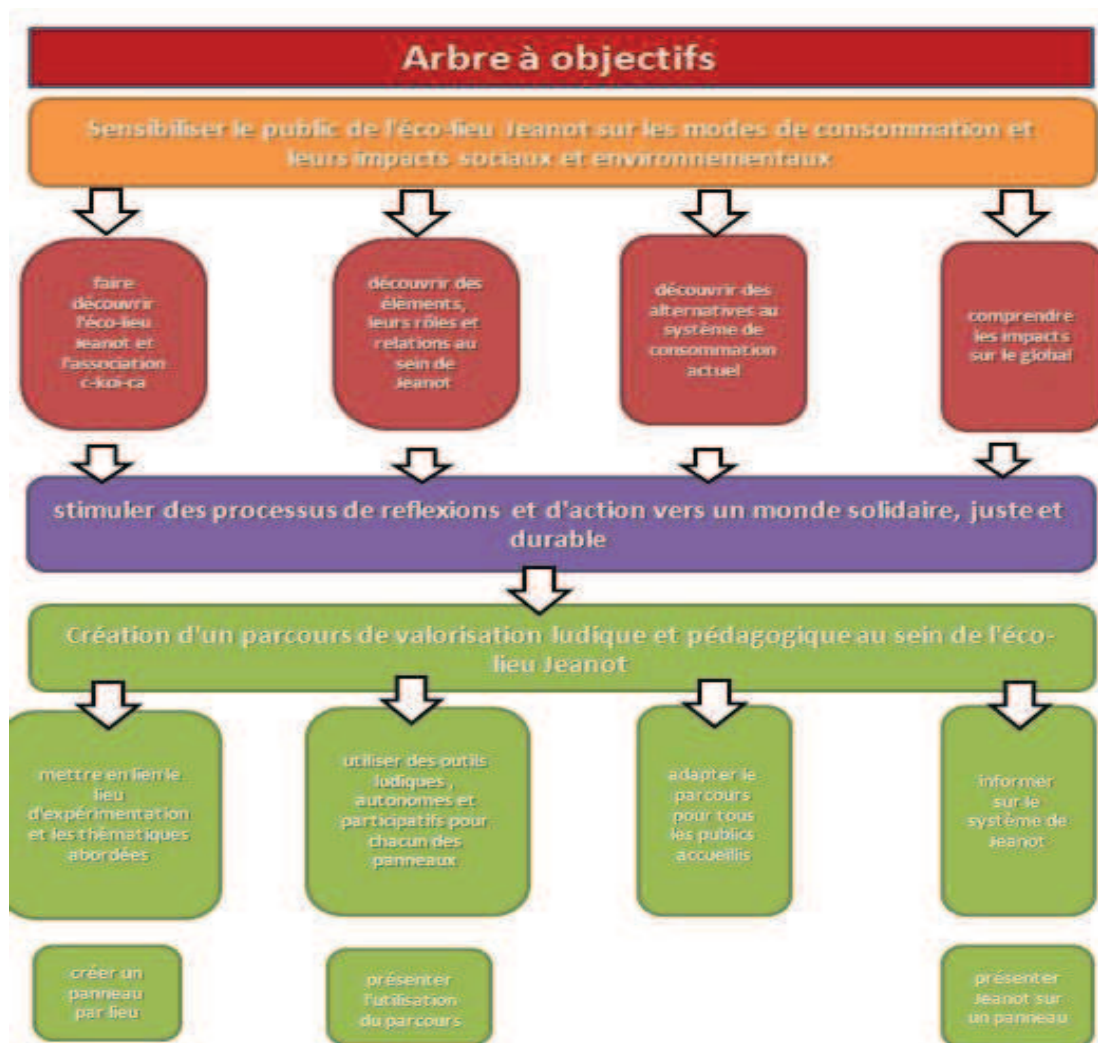 Arbre à objectifs
Sensibiliser le public de l'éco-lieu Jeanot sur les modes de consommation et
leurs impacts sociaux et environnementaux
faire
découvrir
l'éco-lieu
Jeanot et
l'association
c-koi-ca
découvrir des
élèments,
leurs rôles et
relations au
sein de
Jeanot
découvrir des
alternatives au
système de
consommation
actuel
comprendre
les impacts
sur le global
stimuler des processus de reflexions et d'action vers un monde solidaire, juste et
durable
Création d'un parcours de valorisation ludique et pédagogique au sein de l'éco-
lieu Jeanot
mettre en lien le
lieu
d'expérimentation
et les thèmatiques
abordées
utiliser des outils
ludiques ,
autonomes et
participatifs pour
chacun des
panneaux
adapter le
parcours
pour tous
les publics
accueillis
informer
sur le
système de
Jeanot
créer un
panneau
par lieu
présenter
l'utilisation
du parcours
présenter
Jeanot sur
un panneau